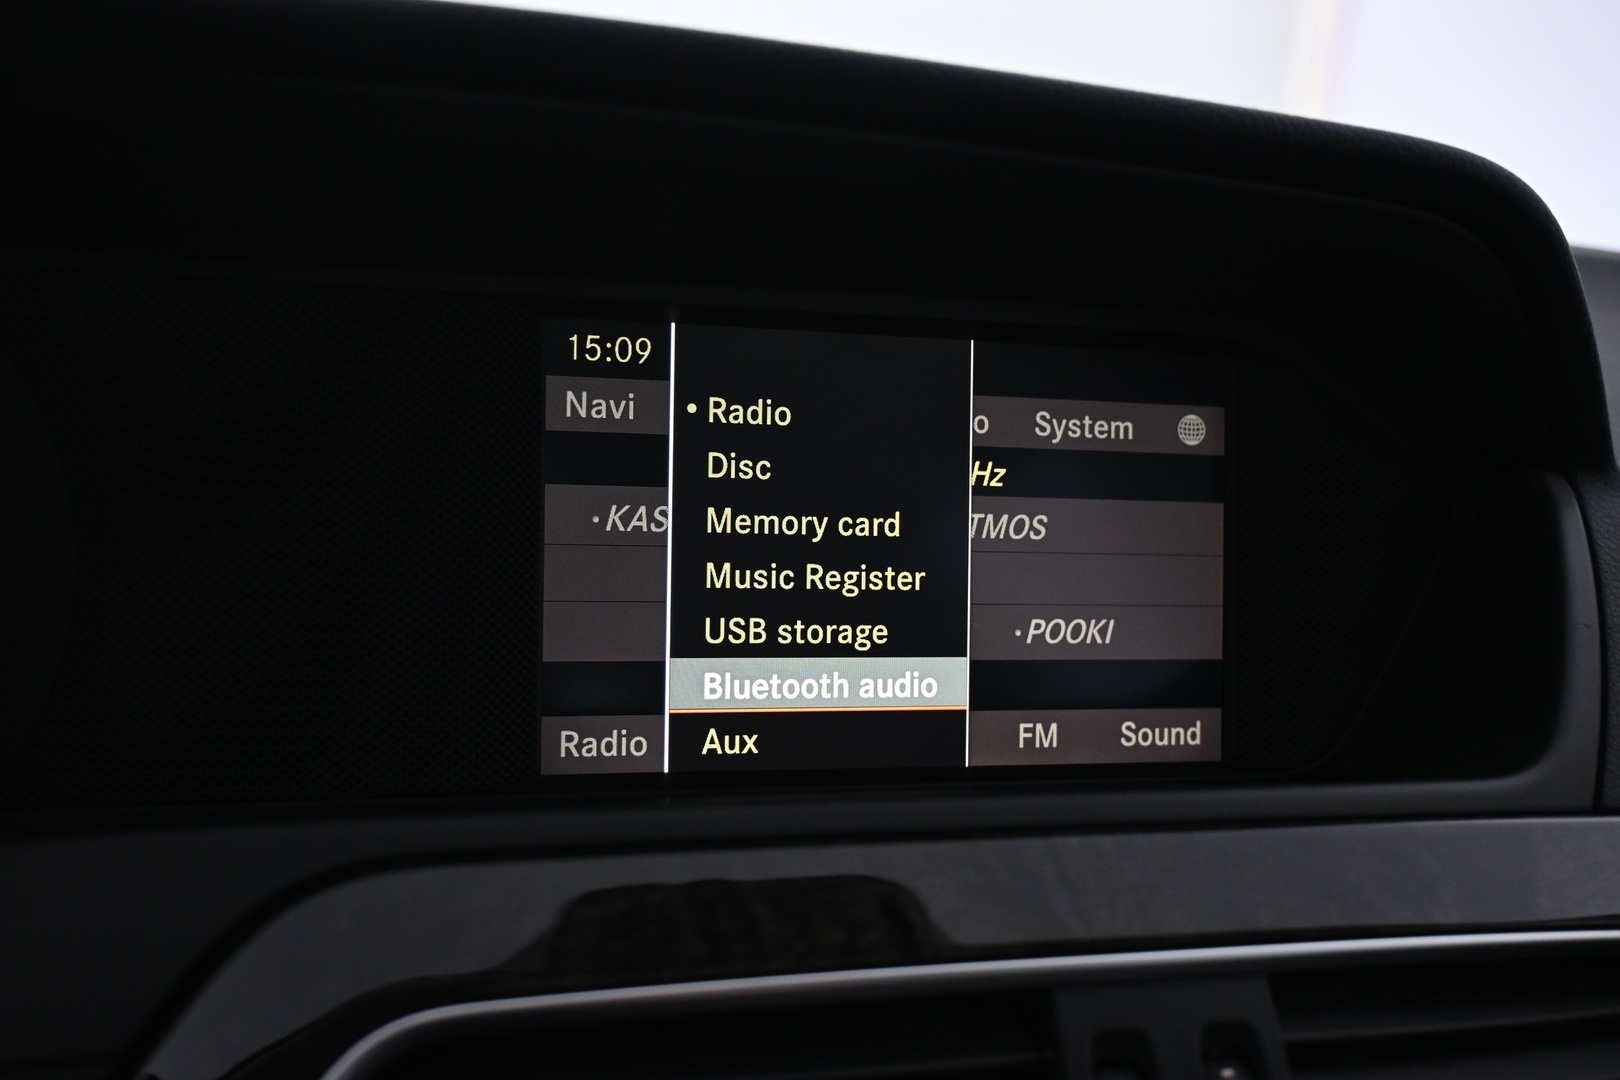 15:09
Navi
• Radio
o System
Disc
Hz
•KAS
Memory card
TMOS
Music Register
USB storage
•POOKI
Bluetooth audio
Radio
Aux
FM Sound